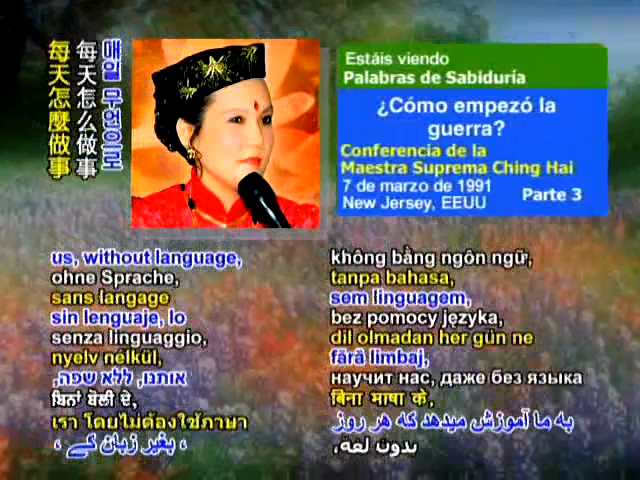 每天怎麼做事
每天怎么做事
매일 무언으로
Estáis viendo
Palabras de Sabiduría
¿Cómo empezó la
guerra?
Conferencia de la
Maestra Suprema Ching Hai
7 de marzo de 1991
New Jersey, EEUU
Parte 3
us, without language,
ohne Sprache,
sans langage
sin lenguaje, lo
senza linguaggio,
nyelv nélkül,
אותנו, ללא שפה,
ਬਿਨਾਂ ਬੋਲੀ ਦੇ,
เรา โดยไม่ต้องใช้ภาษา
، بغیر زبان کے ،
không bằng ngôn ngữ,
tanpa bahasa,
sem linguagem,
bez pomocy języka,
dil olmadan her gün ne
fără limbaj,
научит нас, даже без языка
बिना भाषा के,
به ما آموزش میدهد که هر روز
بدون لغة،